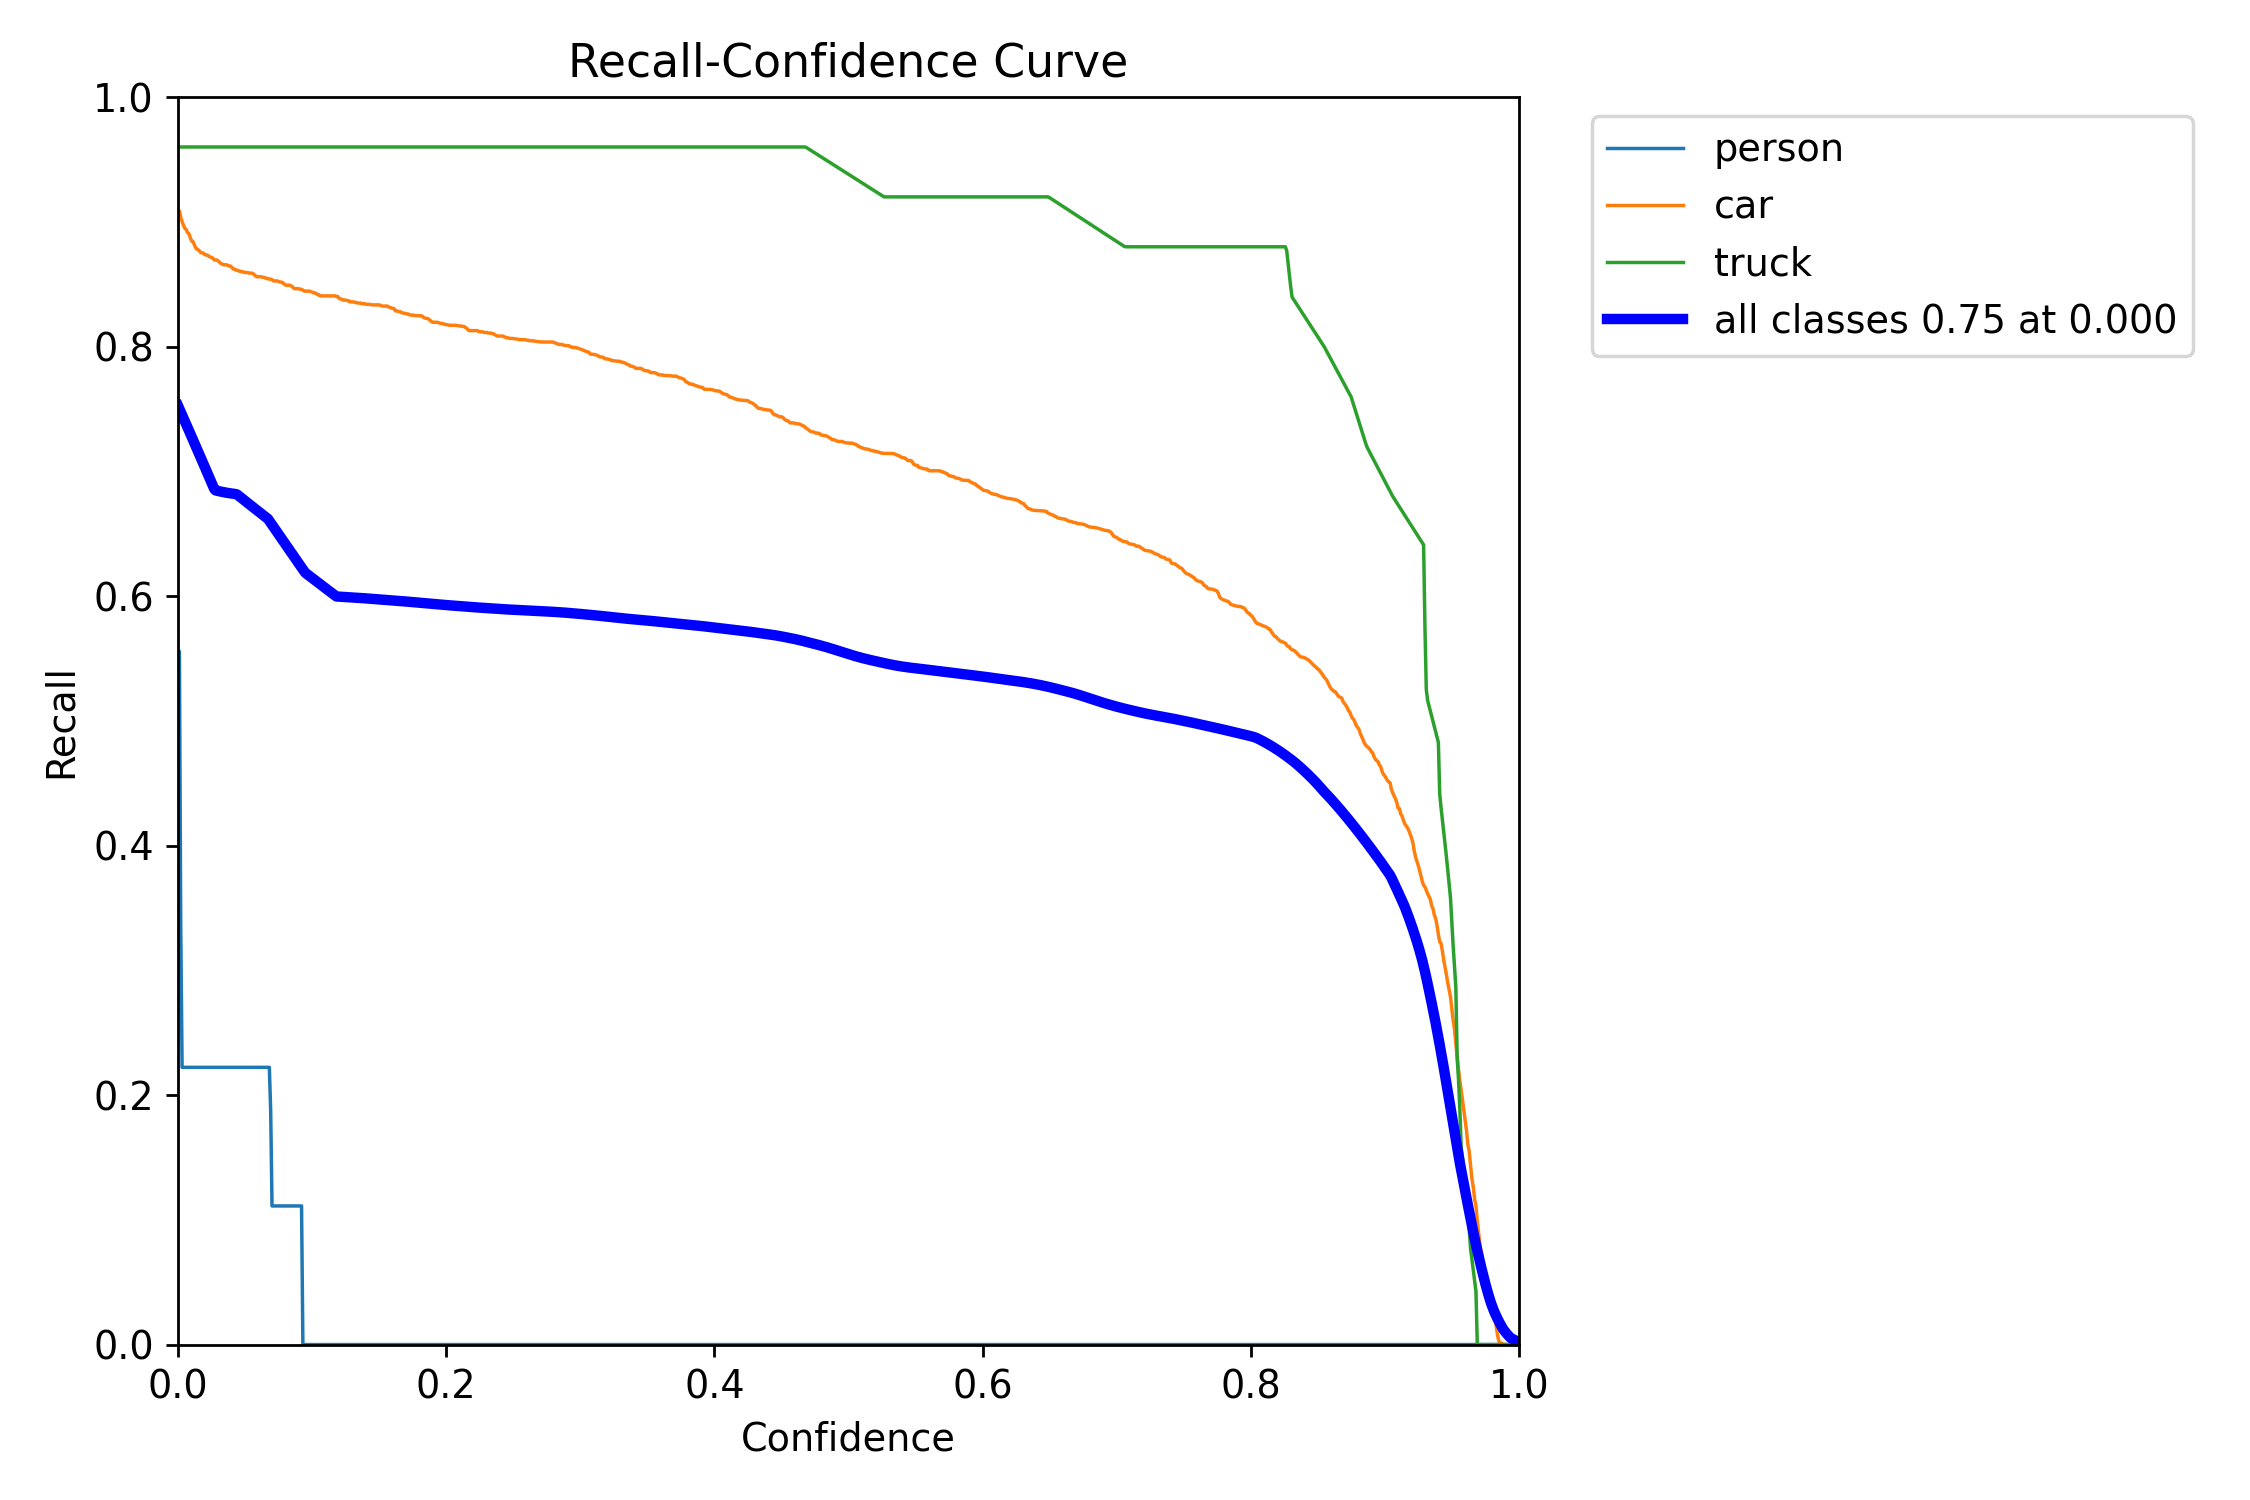 Recall-Confidence Curve
1.0
0.8
0.6
0.4
0.2
0.0
Recall
0.0 0.2 0.4 0.6 0.8 1.0
Confidence
person
car
truck
all classes 0.75 at 0.000